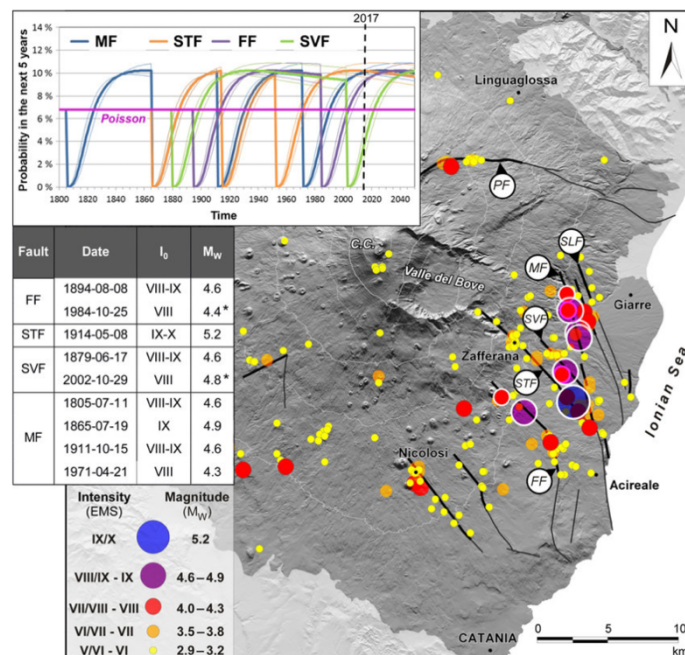 2017
N
14 %
12 %
10 %
8 %
6 %
4 %
2 %
0 %
Probability in the next 5 years
MF STF FF SVF
Poisson
1800 1820 1840 1860 1880 1900 1920 1940 1960 1980 2000 2020 2040
Time
Linguaglossa
PF
C.C.
Valle del Bove
SLF
MF
Giarre
SVF
Zafferana
STF
Ionian Sea
Nicolosi
FF
Acireale
CATANIA
Fault Date I0 MW
FF 1894-08-08 VIII-IX 4.6
1984-10-25 VIII 4.4*
STF 1914-05-08 IX-X 5.2
SVF 1879-06-17 VIII-IX 4.6
2002-10-29 VIII 4.8*
MF 1805-07-11 VIII-IX 4.6
1865-07-19 IX 4.9
1911-10-15 VIII-IX 4.6
1971-04-21 VIII 4.3
Intensity Magnitude
(EMS) (MW)
IX/X 5.2
VIII/IX - IX 4.6–4.9
VII/VIII - VIII 4.0–4.3
VI/VII - VII 3.5–3.8
V/VI - VI 2.9–3.2
0 5 10
km